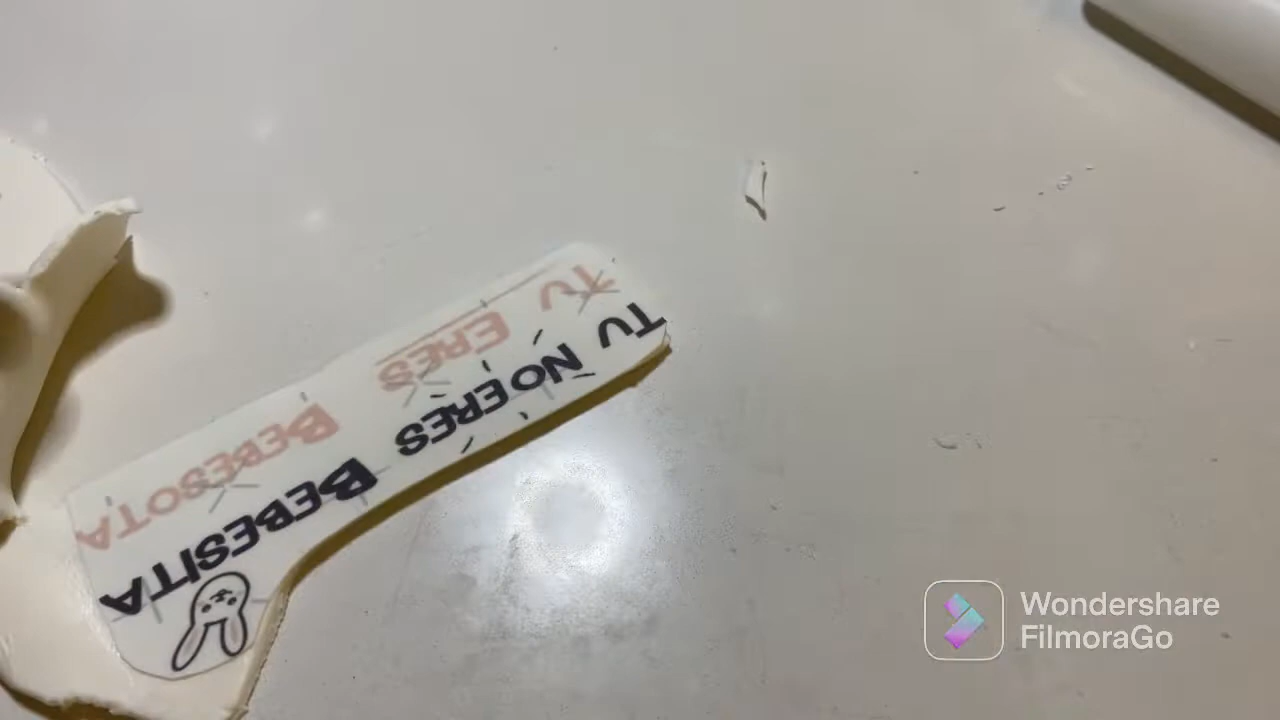 TU NO ERES BEBESITA
TU ERES BEBESOTA
Wondershare
FilmoraGo